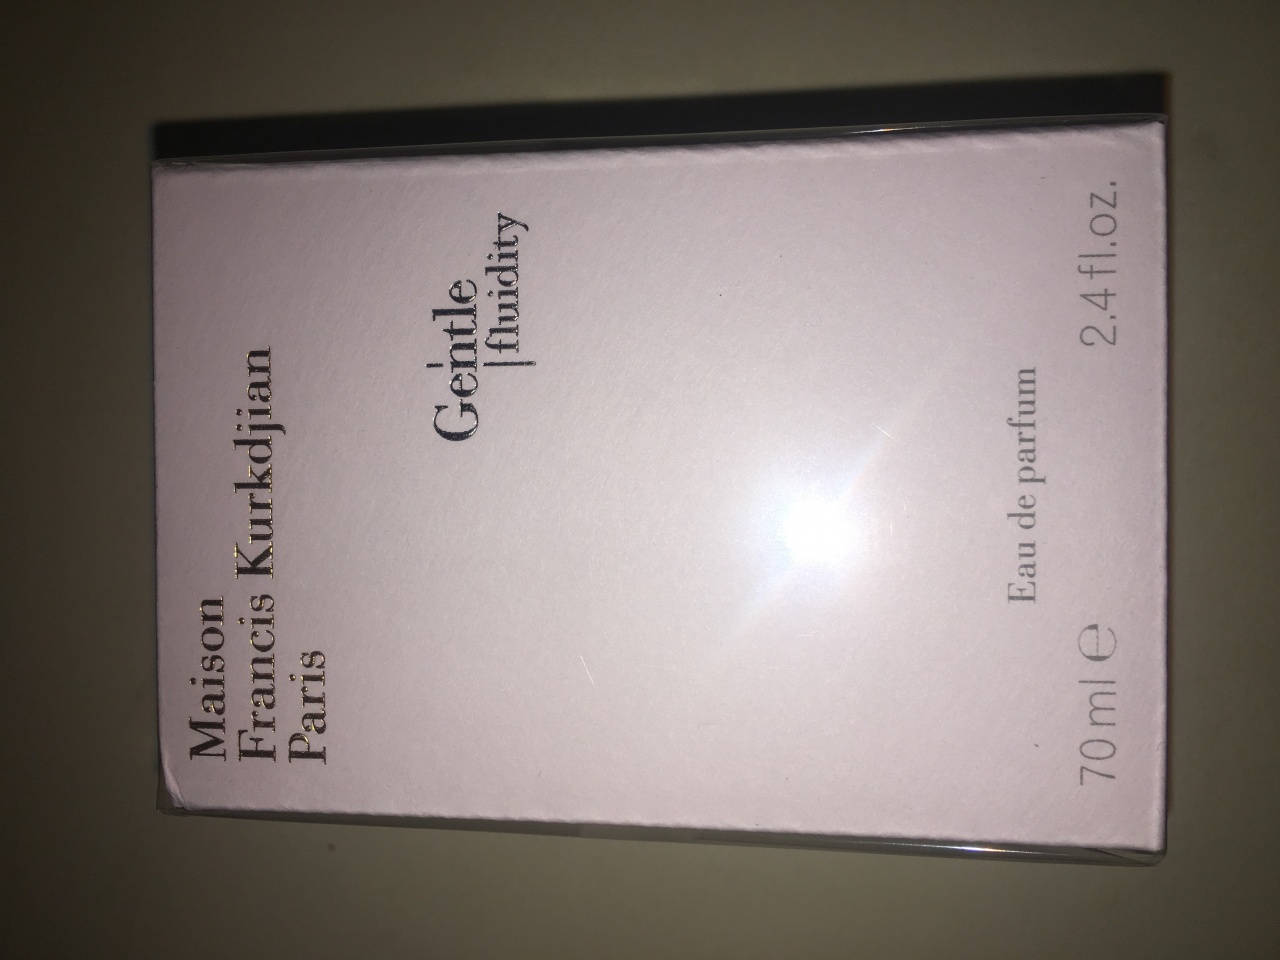 Maison
Francis Kurkdjian
Paris
Gentle
fluidity
Eau de parfum
70 ml ℮ 2.4 fl.oz.